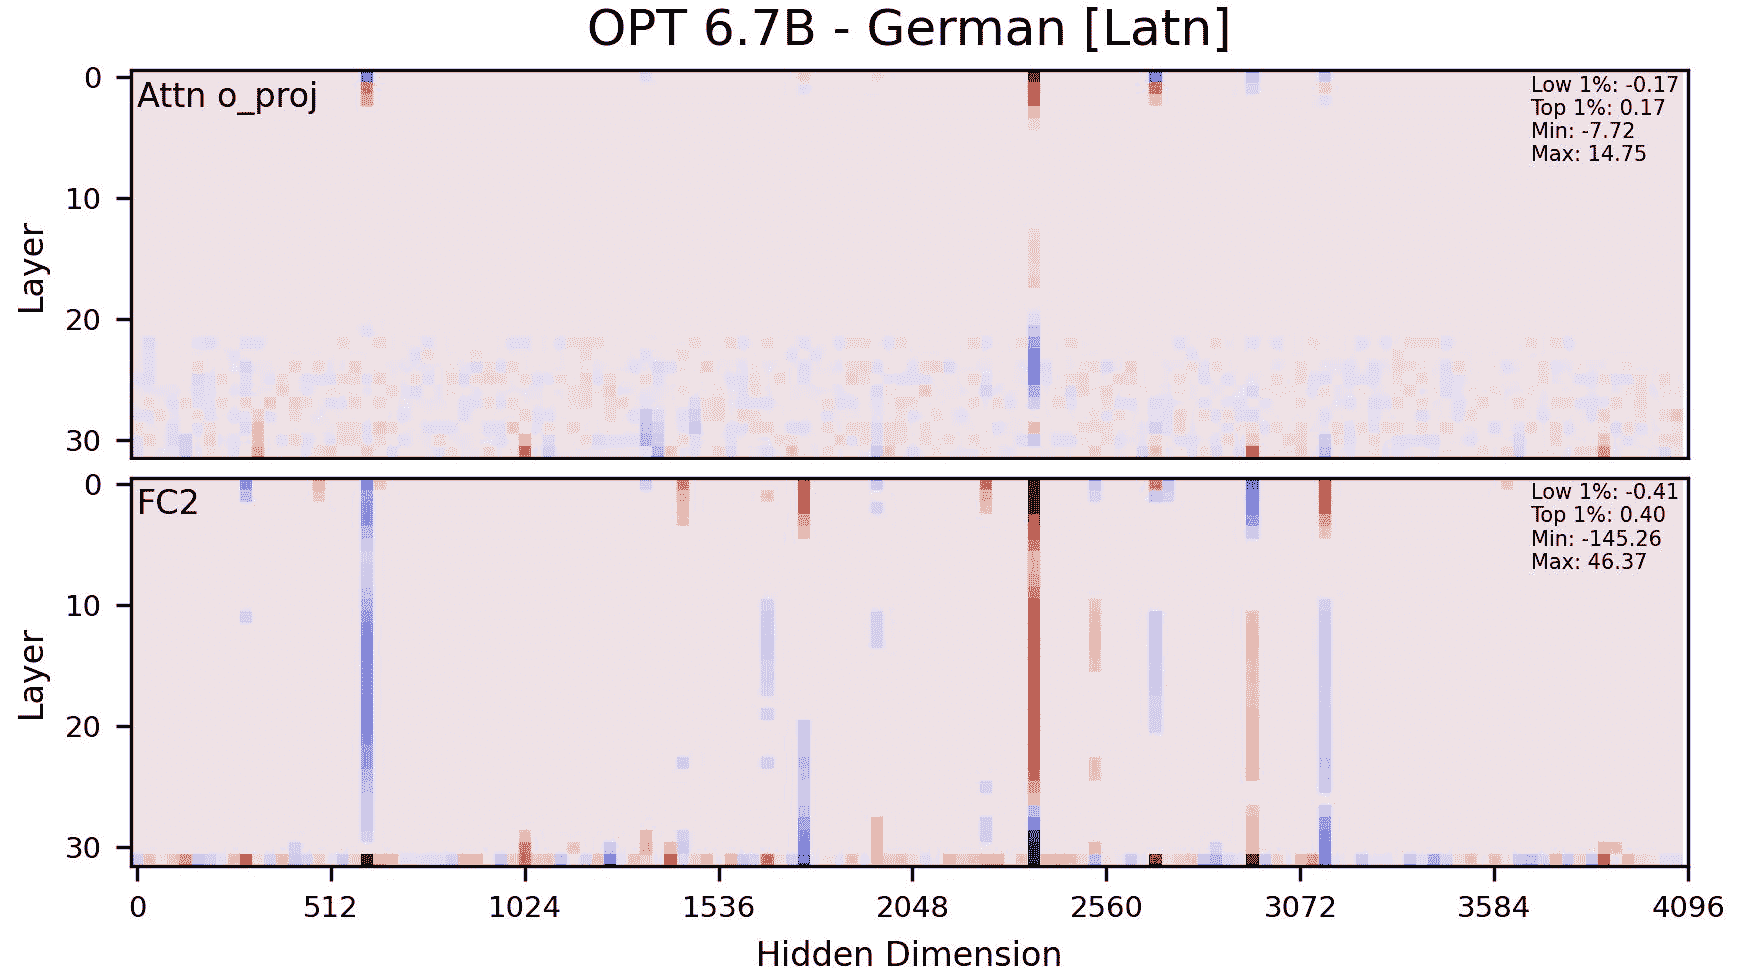 OPT 6.7B - German [Latn]
0
Attn o_proj
Low 1%: -0.17
Top 1%: 0.17
Min: -7.72
Max: 14.75
10
Layer
20
30
0
FC2
Low 1%: -0.41
Top 1%: 0.40
Min: -145.26
Max: 46.37
10
Layer
20
30
0 512 1024 1536 2048 2560 3072 3584 4096
Hidden Dimension